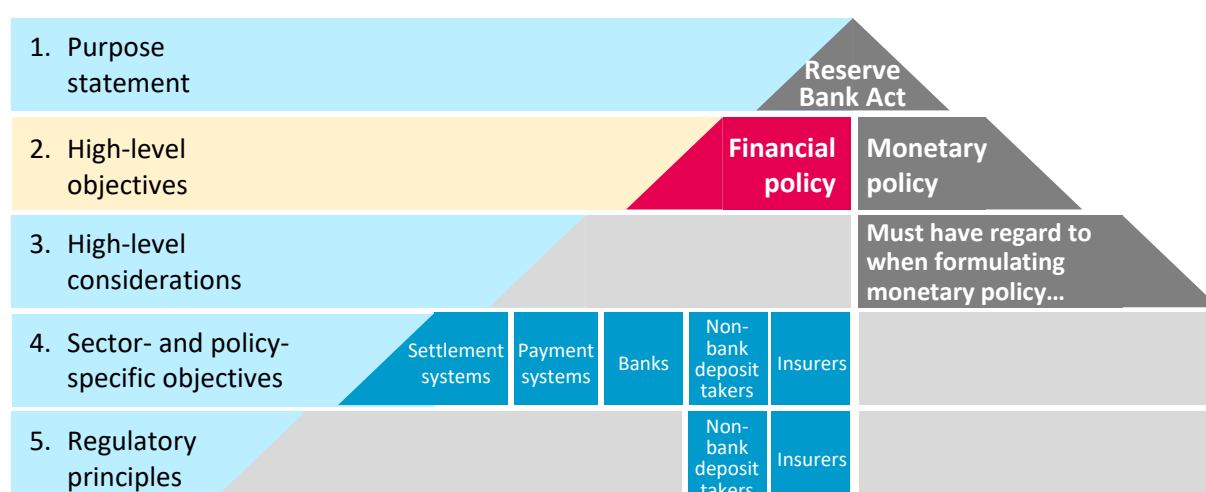 1. Purpose
statement
Reserve
Bank Act
2. High-level
objectives
Financial
policy
Monetary
policy
3. High-level
considerations
Must have regard to
when formulating
monetary policy…
4. Sector- and policy-
specific objectives
Settlement
systems
Payment
systems
Banks
Non-
bank
deposit
takers
Insurers
5. Regulatory
principles
Non-
bank
deposit
takers
Insurers